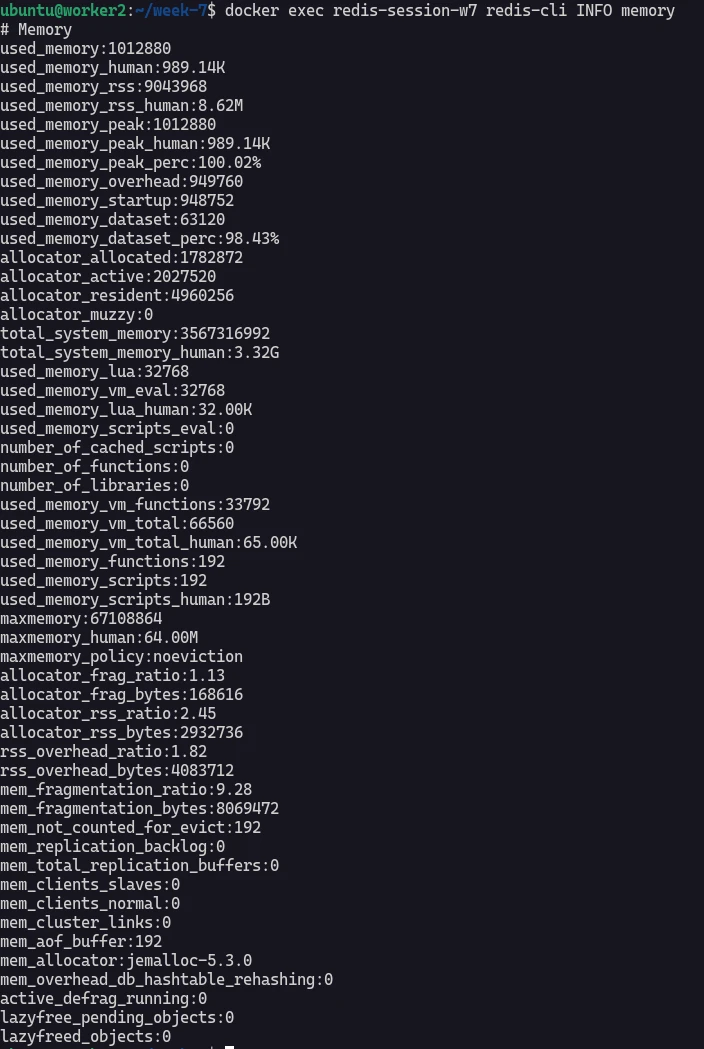 ubuntu@worker2:~/week-7$ docker exec redis-session-w7 redis-cli INFO memory
# Memory
used_memory:1012880
used_memory_human:989.14K
used_memory_rss:9043968
used_memory_rss_human:8.62M
used_memory_peak:1012880
used_memory_peak_human:989.14K
used_memory_peak_perc:100.02%
used_memory_overhead:949760
used_memory_startup:948752
used_memory_dataset:63120
used_memory_dataset_perc:98.43%
allocator_allocated:1782872
allocator_active:2027520
allocator_resident:4960256
allocator_muzzy:0
total_system_memory:3567316992
total_system_memory_human:3.32G
used_memory_lua:32768
used_memory_vm_eval:32768
used_memory_lua_human:32.00K
used_memory_scripts_eval:0
number_of_cached_scripts:0
number_of_functions:0
number_of_libraries:0
used_memory_vm_functions:33792
used_memory_vm_total:66560
used_memory_vm_total_human:65.00K
used_memory_functions:192
used_memory_scripts:192
used_memory_scripts_human:192B
maxmemory:67108864
maxmemory_human:64.00M
maxmemory_policy:noeviction
allocator_frag_ratio:1.13
allocator_frag_bytes:168616
allocator_rss_ratio:2.45
allocator_rss_bytes:2932736
rss_overhead_ratio:1.82
rss_overhead_bytes:4083712
mem_fragmentation_ratio:9.28
mem_fragmentation_bytes:8069472
mem_not_counted_for_evict:192
mem_replication_backlog:0
mem_total_replication_buffers:0
mem_clients_slaves:0
mem_clients_normal:0
mem_cluster_links:0
mem_aof_buffer:192
mem_allocator:jemalloc-5.3.0
mem_overhead_db_hashtable_rehashing:0
active_defrag_running:0
lazyfree_pending_objects:0
lazyfreed_objects:0